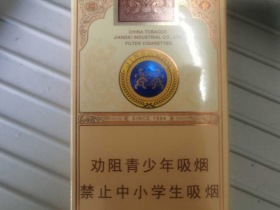 CHINA TOBACCO
JIANGXI INDUSTRIAL CO., LTD
FILTER CIGARETTES
SINCE 1984
劝阻青少年吸烟
禁止中小学生吸烟